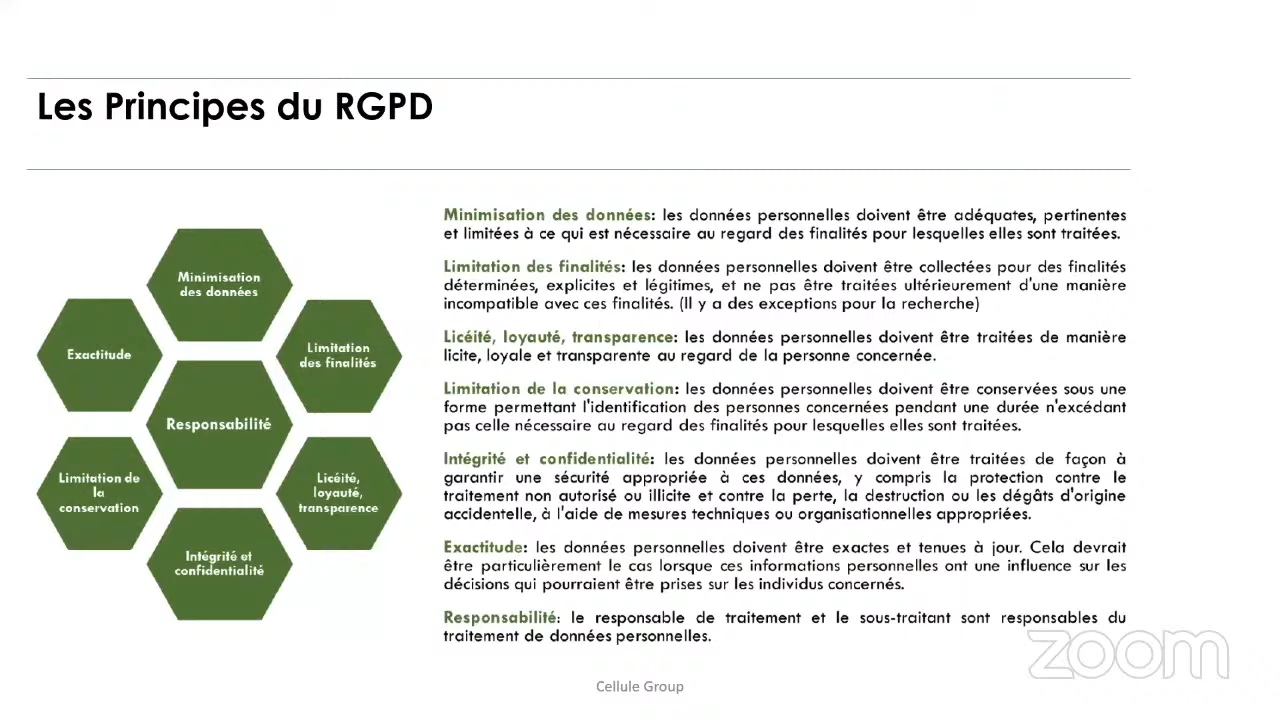 Les Principes du RGPD
Minimisation
des données
Exactitude
Limitation
des finalités
Responsabilité
Limitation de
la
conservation
Licéité,
loyauté,
transparence
Intégrité et
confidentialité
Minimisation des données: les données personnelles doivent être adéquates, pertinentes
et limitées à ce qui est nécessaire au regard des finalités pour lesquelles elles sont traitées.
Limitation des finalités: les données personnelles doivent être collectées pour des finalités
déterminées, explicites et légitimes, et ne pas être traitées ultérieurement d'une manière
incompatible avec ces finalités. (Il y a des exceptions pour la recherche)
Licéité, loyauté, transparence: les données personnelles doivent être traitées de manière
licite, loyale et transparente au regard de la personne concernée.
Limitation de la conservation: les données personnelles doivent être conservées sous une
forme permettant l'identification des personnes concernées pendant une durée n'excédant
pas celle nécessaire au regard des finalités pour lesquelles elles sont traitées.
Intégrité et confidentialité: les données personnelles doivent être traitées de façon à
garantir une sécurité appropriée à ces données, y compris la protection contre le
traitement non autorisé ou illicite et contre la perte, la destruction ou les dégâts d'origine
accidentelle, à l'aide de mesures techniques ou organisationnelles appropriées.
Exactitude: les données personnelles doivent être exactes et tenues à jour. Cela devrait
être particulièrement le cas lorsque ces informations personnelles ont une influence sur les
décisions qui pourraient être prises sur les individus concernés.
Responsabilité: le responsable de traitement et le sous-traitant sont responsables du
traitement de données personnelles.
zoom
Cellule Group